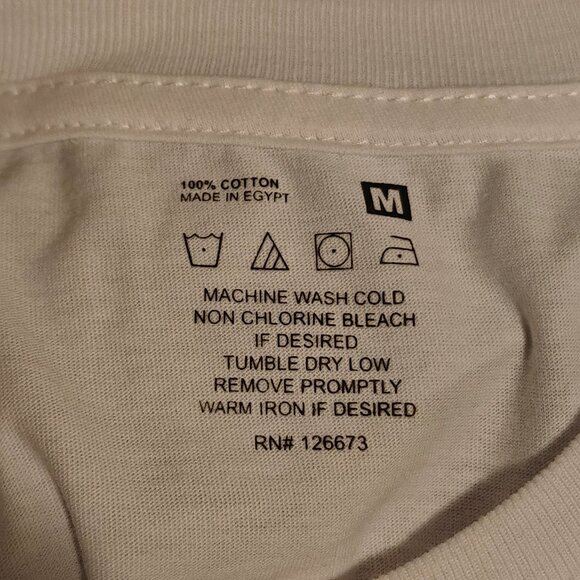 100% COTTON
MADE IN EGYPT
M
MACHINE WASH COLD
NON CHLORINE BLEACH
IF DESIRED
TUMBLE DRY LOW
REMOVE PROMPTLY
WARM IRON IF DESIRED
RN# 126673